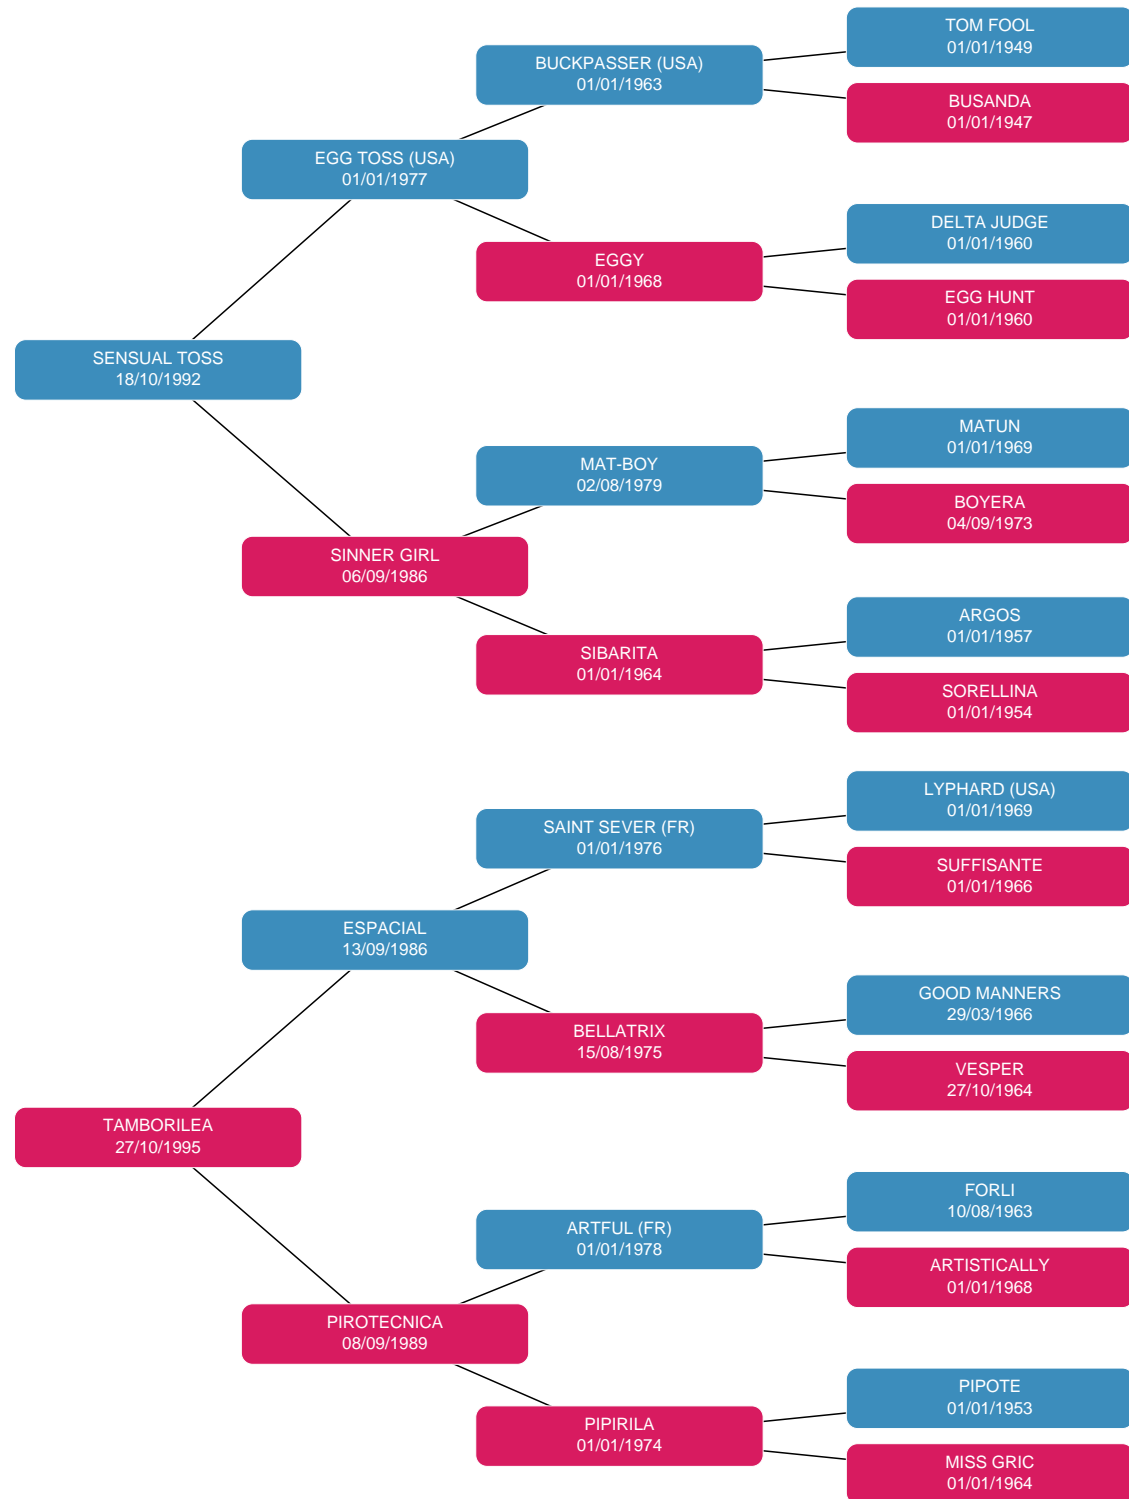 TOM FOOL
01/01/1949
BUCKPASSER (USA)
01/01/1963
BUSANDA
01/01/1947
EGG TOSS (USA)
01/01/1977
DELTA JUDGE
01/01/1960
EGGY
01/01/1968
EGG HUNT
01/01/1960
SENSUAL TOSS
18/10/1992
MATUN
01/01/1969
MAT-BOY
02/08/1979
BOYERA
04/09/1973
SINNER GIRL
06/09/1986
ARGOS
01/01/1957
SIBARITA
01/01/1964
SORELLINA
01/01/1954
LYPHARD (USA)
01/01/1969
SAINT SEVER (FR)
01/01/1976
SUFFISANTE
01/01/1966
ESPACIAL
13/09/1986
GOOD MANNERS
29/03/1966
BELLATRIX
15/08/1975
VESPER
27/10/1964
TAMBORILEA
27/10/1995
FORLI
10/08/1963
ARTFUL (FR)
01/01/1978
ARTISTICALLY
01/01/1968
PIROTECNICA
08/09/1989
PIPOTE
01/01/1953
PIPIRILA
01/01/1974
MISS GRIC
01/01/1964